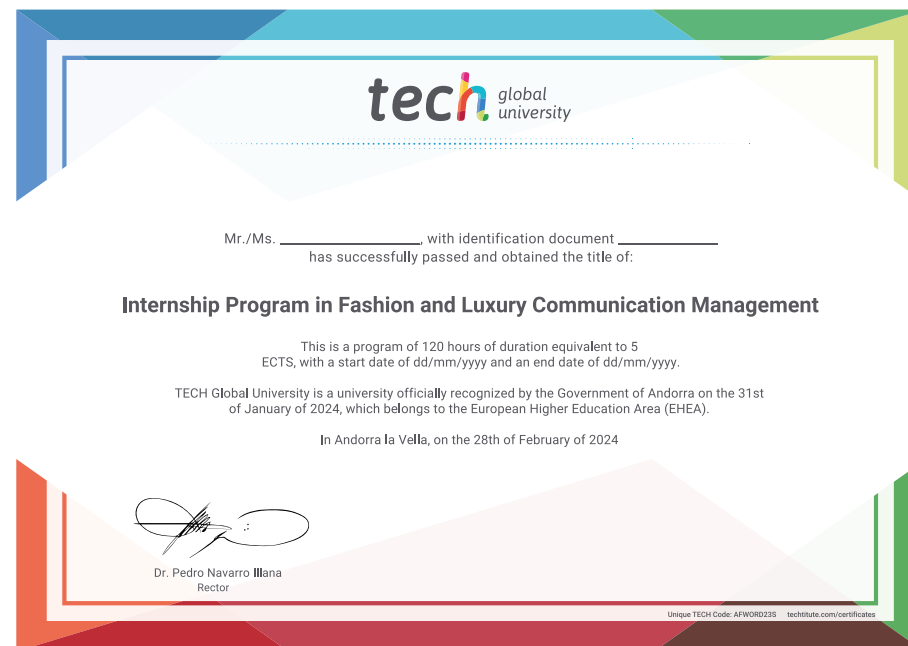 tech global university
Mr./Ms. ____________, with identification document ____________
has successfully passed and obtained the title of:
Internship Program in Fashion and Luxury Communication Management
This is a program of 120 hours of duration equivalent to 5
ECTS, with a start date of dd/mm/yyyy and an end date of dd/mm/yyyy.
TECH Global University is a university officially recognized by the Government of Andorra on the 31st
of January of 2024, which belongs to the European Higher Education Area (EHEA).
In Andorra la Vella, on the 28th of February of 2024
Dr. Pedro Navarro Illana
Rector
Unique TECH Code: AFWORD23S techtitute.com/certificates